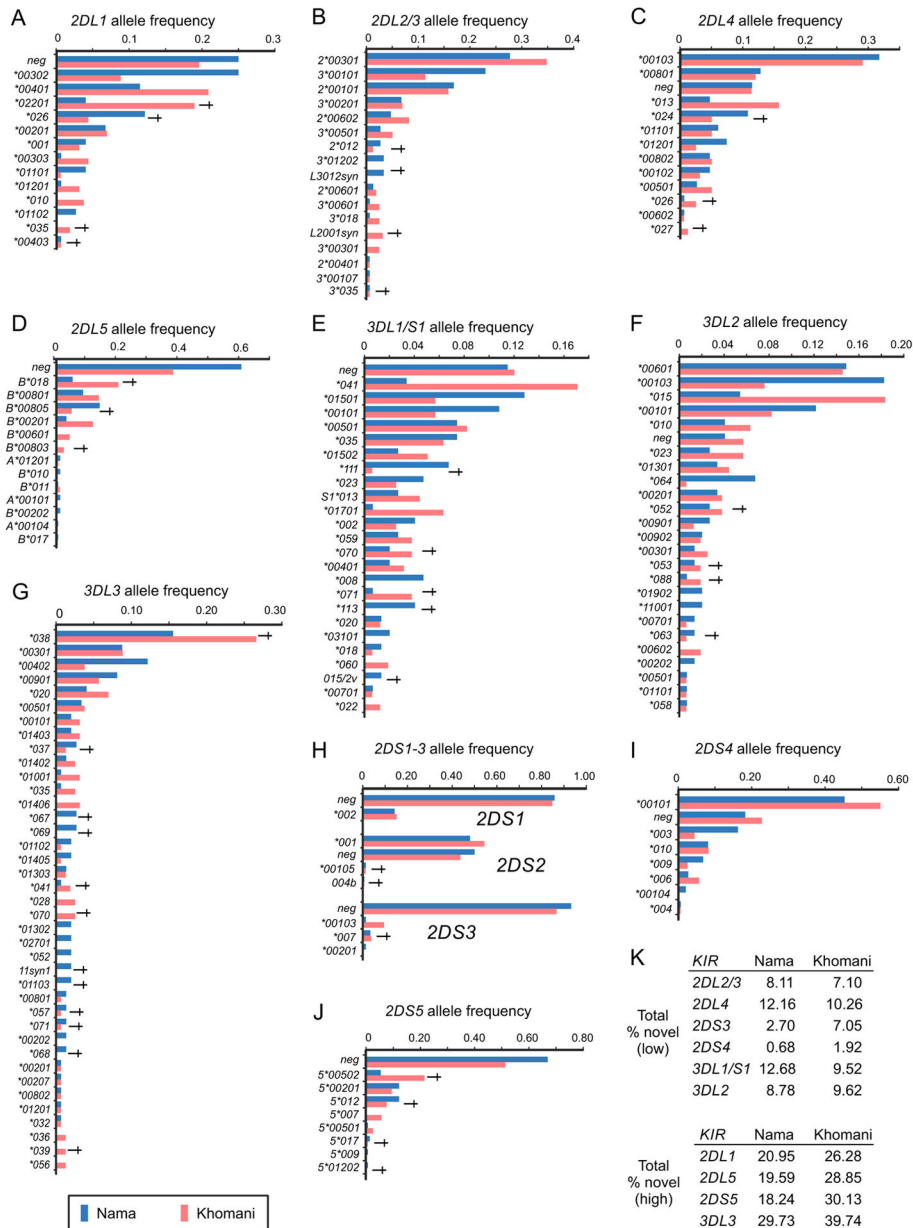 A
2DL1 allele frequency
0 0.1 0.2 0.3
neg
*00302
*00401
*02201
*026
*00201
*001
*00303
*01101
*01201
*010
*01102
*035
*00403
B
2DL2/3 allele frequency
0 0.1 0.2 0.3 0.4
2*00301
3*00101
2*00101
3*00201
2*00602
3*00501
2*012
3*01202
L3012syn
2*00601
3*00601
3*018
L2001syn
3*00301
2*00401
3*00107
3*035
C
2DL4 allele frequency
0 0.1 0.2 0.3
*00103
*00801
neg
*013
*024
*01101
*01201
*00802
*00102
*00501
*026
*00602
*027
D
2DL5 allele frequency
0 0.2 0.4 0.6
neg
B*018
B*00801
B*00805
B*00201
B*00601
B*00803
A*01201
B*010
B*011
A*00101
B*00202
A*00104
B*017
E
3DL1/S1 allele frequency
0 0.04 0.08 0.12 0.16
neg
*041
*01501
*00101
*00501
*035
*01502
*111
*023
S1*013
*01701
*002
*059
*070
*00401
*008
*071
*113
*020
*03101
*018
*060
015/2v
*00701
*022
F
3DL2 allele frequency
0 0.04 0.08 0.12 0.16 0.20
*00601
*00103
*015
*00101
*010
neg
*023
*01301
*064
*00201
*052
*00901
*00902
*00301
*053
*088
*01902
*11001
*00701
*063
*00602
*00202
*00501
*01101
*058
G
3DL3 allele frequency
0 0.10 0.20 0.30
*038
*00301
*00402
*00901
*020
*00501
*00101
*01403
*037
*01402
*01001
*035
*01406
*067
*069
*01102
*01405
*01303
*041
*028
*070
*01302
*02701
*052
11syn1
*01103
*00801
*057
*071
*00202
*068
*00201
*00207
*00802
*01201
*032
*036
*039
*056
Nama Khomani
H
2DS1-3 allele frequency
0 0.20 0.40 0.60 0.80 1.00
neg
*002
2DS1
*001
neg
*00105
004b
2DS2
neg
*00103
*007
*00201
2DS3
I
2DS4 allele frequency
0 0.20 0.40 0.60
*00101
neg
*003
*010
*009
*006
*00104
*004
J
2DS5 allele frequency
0 0.20 0.40 0.60 0.80
neg
5*00502
5*00201
5*012
5*007
5*00501
5*017
5*009
5*01202
K
Total
% novel
(low)
KIR Nama Khomani
2DL2/3 8.11 7.10
2DL4 12.16 10.26
2DS3 2.70 7.05
2DS4 0.68 1.92
3DL1/S1 12.68 9.52
3DL2 8.78 9.62
Total
% novel
(high)
KIR Nama Khomani
2DL1 20.95 26.28
2DL5 19.59 28.85
2DS5 18.24 30.13
3DL3 29.73 39.74